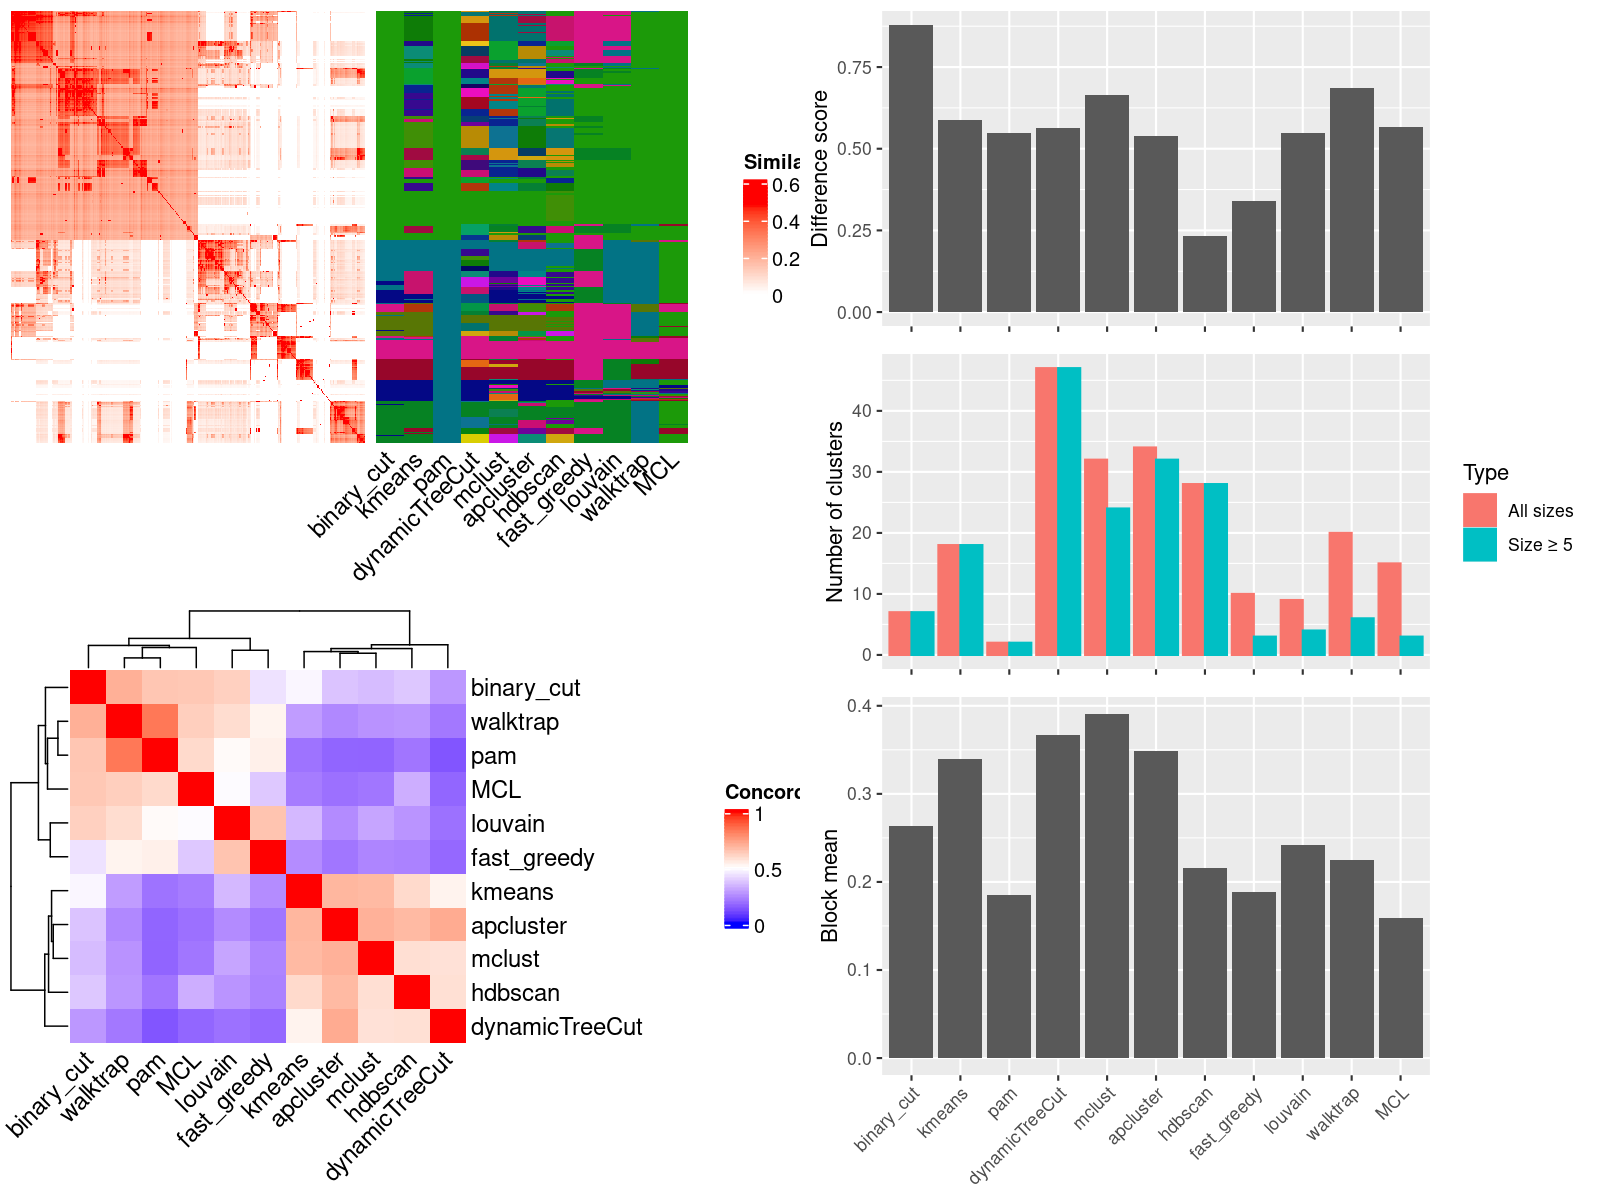 Simila
0.6
0.4
0.2
0
binary_cut
kmeans
pam
dynamicTreeCut
mclust
apcluster
hdbscan
fast_greedy
louvain
walktrap
MCL
binary_cut
walktrap
pam
MCL
louvain
fast_greedy
kmeans
apcluster
mclust
hdbscan
dynamicTreeCut
binary_cut
walktrap
pam
MCL
louvain
fast_greedy
kmeans
apcluster
mclust
hdbscan
dynamicTreeCut
Concord
1
0.5
0
Difference score
0.75
0.50
0.25
0.00
Number of clusters
40
30
20
10
0
Type
All sizes
Size ≥ 5
Block mean
0.4
0.3
0.2
0.1
0.0
binary_cut
kmeans
pam
dynamicTreeCut
mclust
apcluster
hdbscan
fast_greedy
louvain
walktrap
MCL